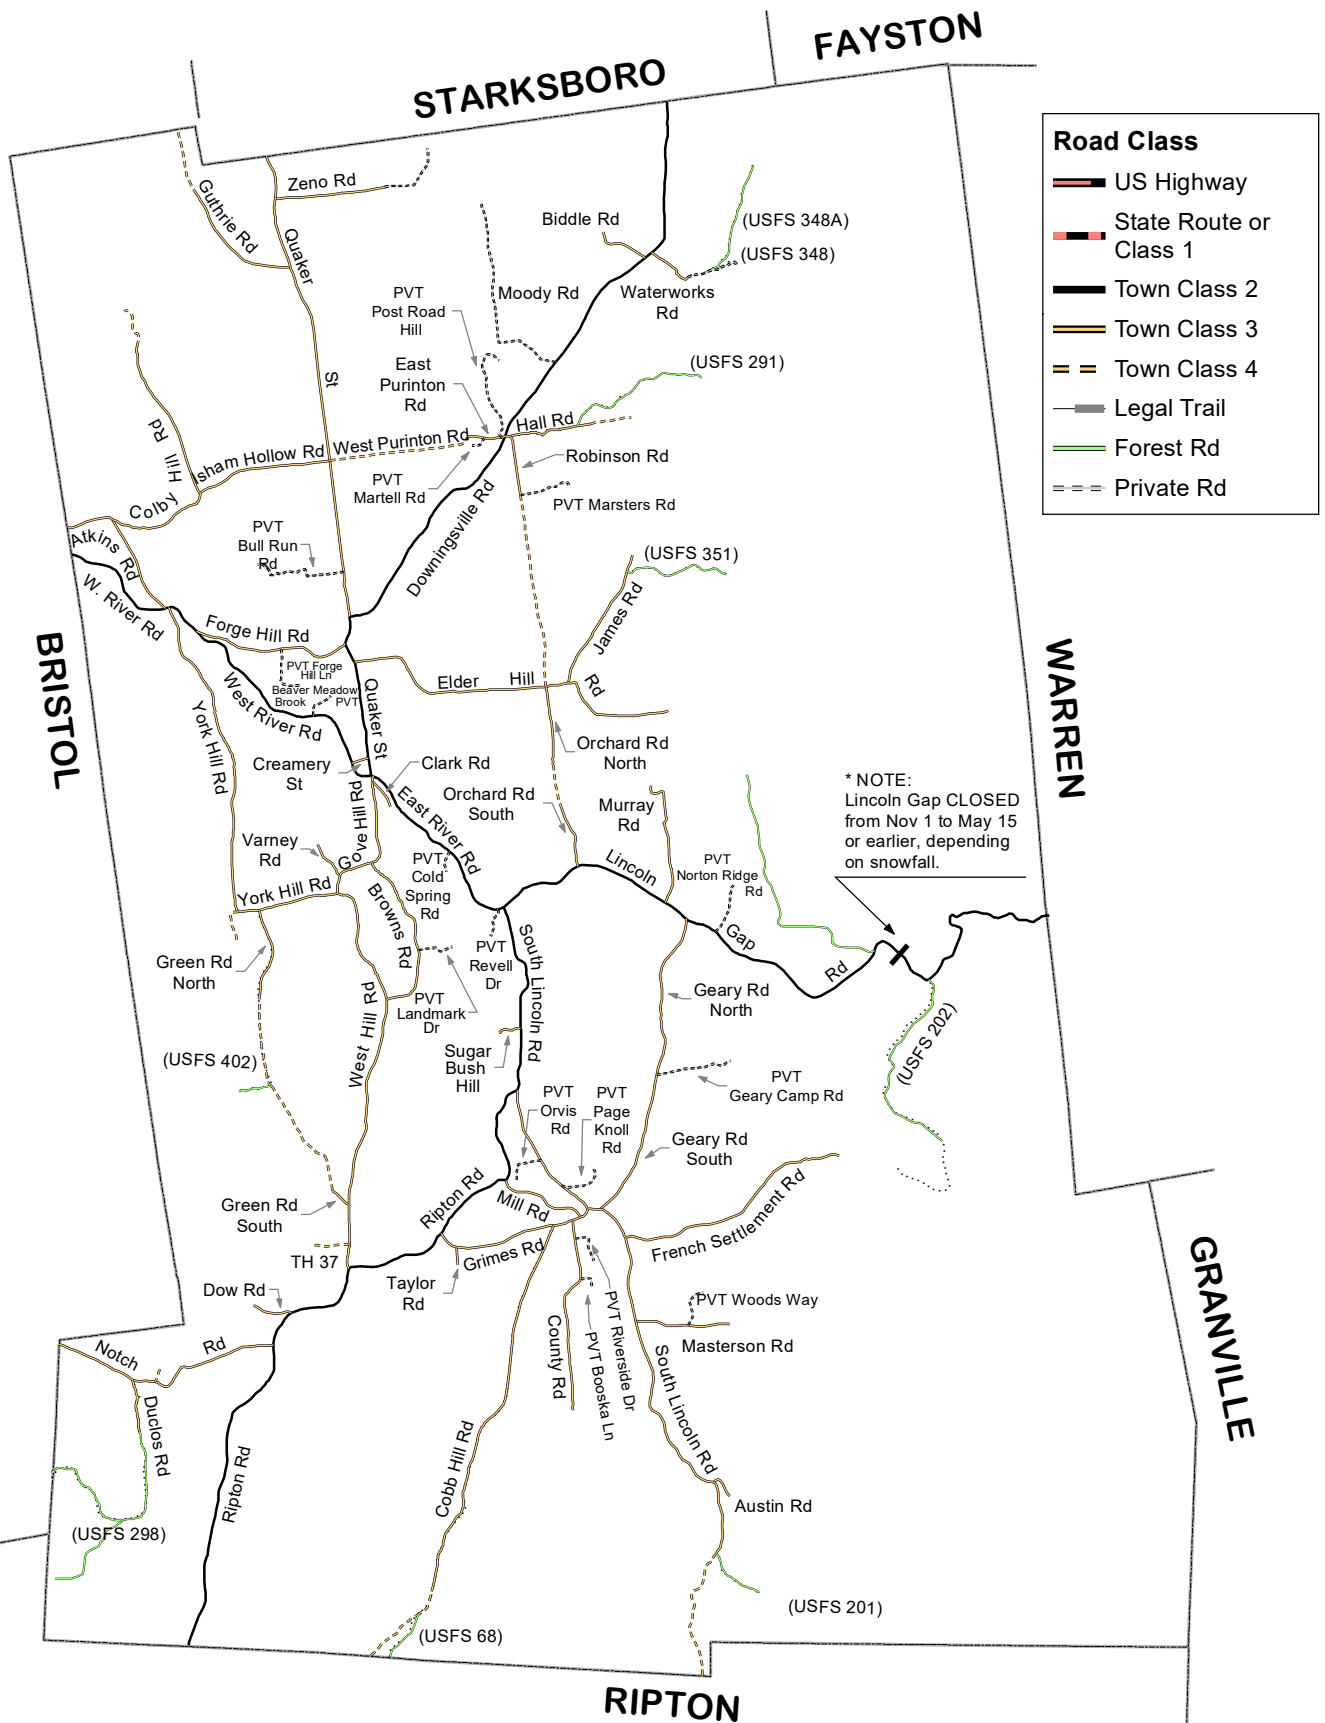 FAYSTON
STARKSBORO
Road Class
US Highway
State Route or
Class 1
Town Class 2
Town Class 3
Town Class 4
Legal Trail
Forest Rd
Private Rd
Zeno Rd
Guthrie Rd
Quaker
St
Biddle Rd
(USFS 348A)
(USFS 348)
Waterworks
Rd
Moody Rd
PVT
Post Road
Hill
East
Purinton
Rd
(USFS 291)
Hall Rd
West Purinton Rd
Isham Hollow Rd
Colby
Hill
Rd
Robinson Rd
PVT
Martell Rd
PVT Marsters Rd
Downingsville Rd
Atkins Rd
W. River Rd
PVT
Bull Run
Rd
(USFS 351)
James Rd
Forge Hill Rd
PVT Forge
Hill Ln
Beaver Meadow
Brook
PVT
West River Rd
Elder
Hill
Rd
Quaker St
BRISTOL
WARREN
York Hill Rd
Creamery
St
Clark Rd
Orchard Rd
North
Orchard Rd
South
Murray
Rd
* NOTE:
Lincoln Gap CLOSED
from Nov 1 to May 15
or earlier, depending
on snowfall.
Gove Hill Rd
East River Rd
Varney
Rd
York Hill Rd
PVT
Cold
Spring
Rd
Lincoln
Gap
Rd
PVT
Norton Ridge
Rd
Browns Rd
Green Rd
North
PVT
Revell
Dr
South Lincoln Rd
PVT
Landmark
Dr
West Hill Rd
Geary Rd
North
(USFS 202)
(USFS 402)
Sugar
Bush
Hill
PVT
Orvis
Rd
PVT
Page
Knoll
Rd
PVT
Geary Camp Rd
Geary Rd
South
Green Rd
South
Ripton Rd
Mill Rd
French Settlement Rd
TH 37
Grimes Rd
Taylor
Rd
Dow Rd
PVT Riverside Dr
PVT Booska Ln
County Rd
PVT Woods Way
Masterson Rd
GRANVILLE
Notch
Rd
Duclos Rd
South Lincoln Rd
Cobb Hill Rd
Ripton Rd
Austin Rd
(USFS 298)
(USFS 201)
(USFS 68)
RIPTON